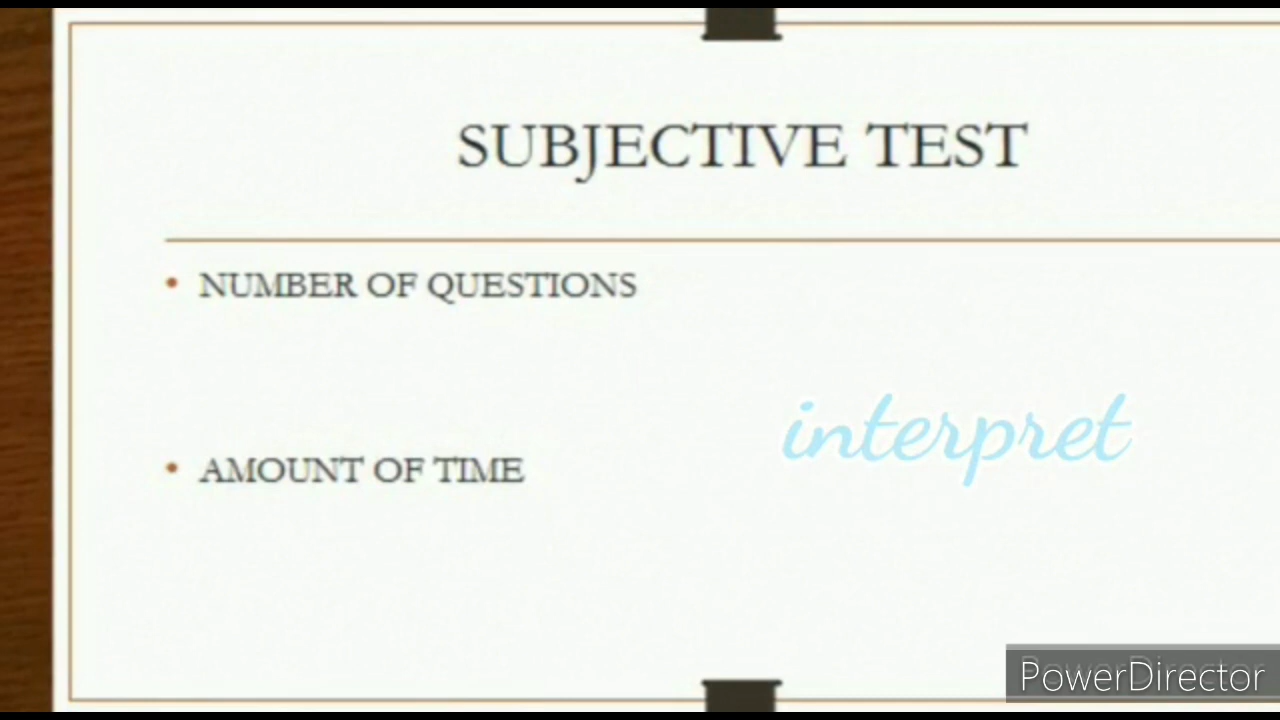 SUBJECTIVE TEST
• NUMBER OF QUESTIONS
interpret
• AMOUNT OF TIME
PowerDirector